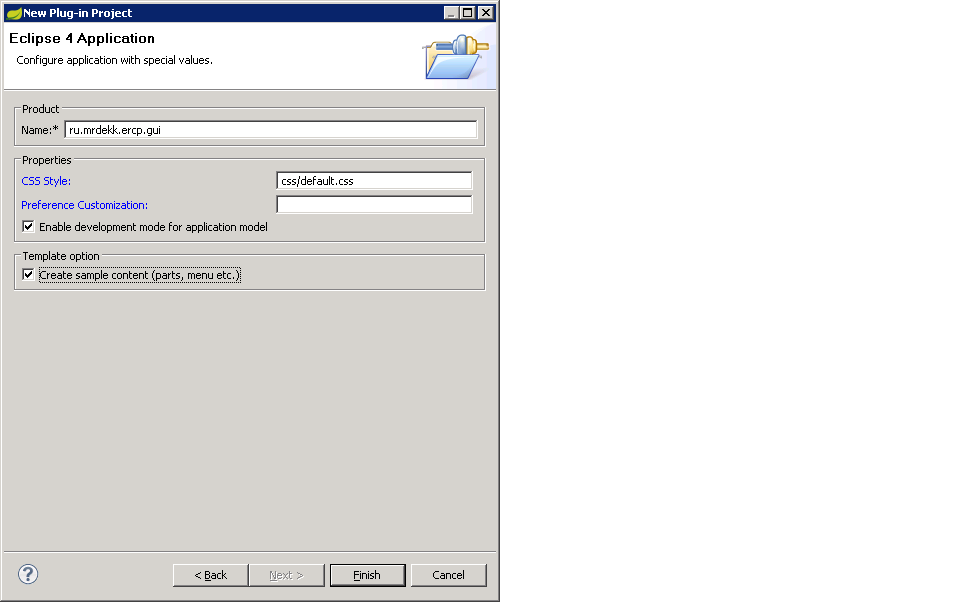 New Plug-in Project
Eclipse 4 Application
Configure application with special values.
Product
Name:* ru.mrdekk.ercp.gui
Properties
CSS Style: css/default.css
Preference Customization:
Enable development mode for application model
Template option
Create sample content (parts, menu etc.)
?
< Back Next > Finish Cancel